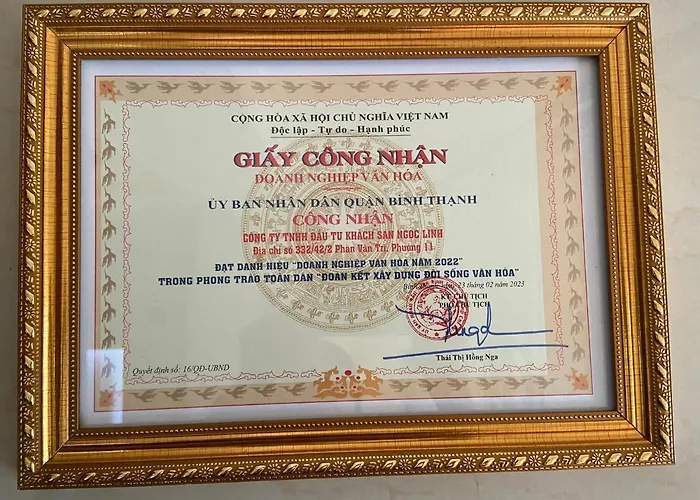 CỘNG HÒA XÃ HỘI CHỦ NGHĨA VIỆT NAM
Độc lập - Tự do - Hạnh phúc
GIẤY CÔNG NHẬN
DOANH NGHIỆP VĂN HÓA
ỦY BAN NHÂN DÂN QUẬN BÌNH THẠNH
CÔNG NHẬN
CÔNG TY TNHH ĐẦU TƯ KHÁCH SẠN NGỌC LINH
Địa chỉ số 332/42/2 Phan Văn Trị, Phường 11
ĐẠT DANH HIỆU "DOANH NGHIỆP VĂN HÓA NĂM 2022"
TRONG PHONG TRÀO TOÀN DÂN "ĐOÀN KẾT XÂY DỰNG ĐỜI SỐNG VĂN HÓA"
23 tháng 02 năm 2023
KT. CHỦ TỊCH
PHÓ CHỦ TỊCH
Thái Thị Hồng Nga
Quyết định số: 16/QĐ-UBND